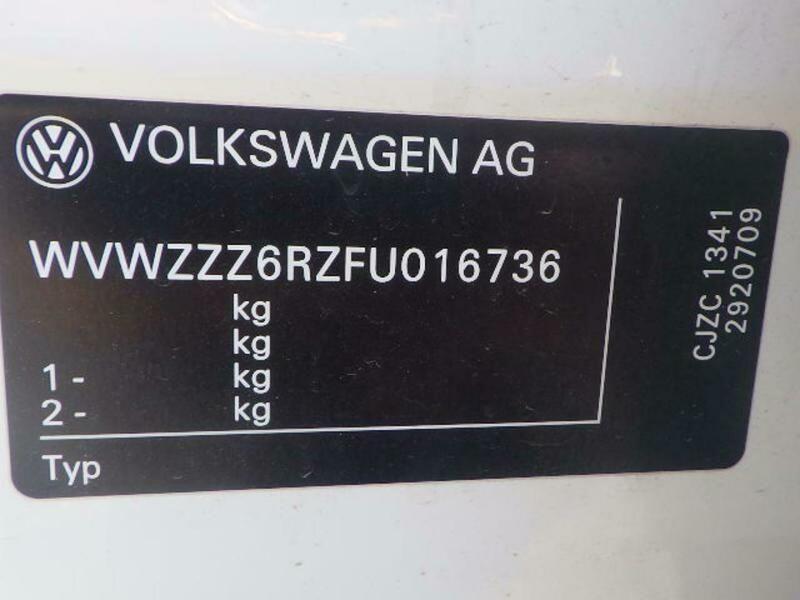 VOLKSWAGEN AG
WVWZZZ6RZFU016736
kg
kg
1 - kg
2 - kg
Typ
CJZC 1341
2920709